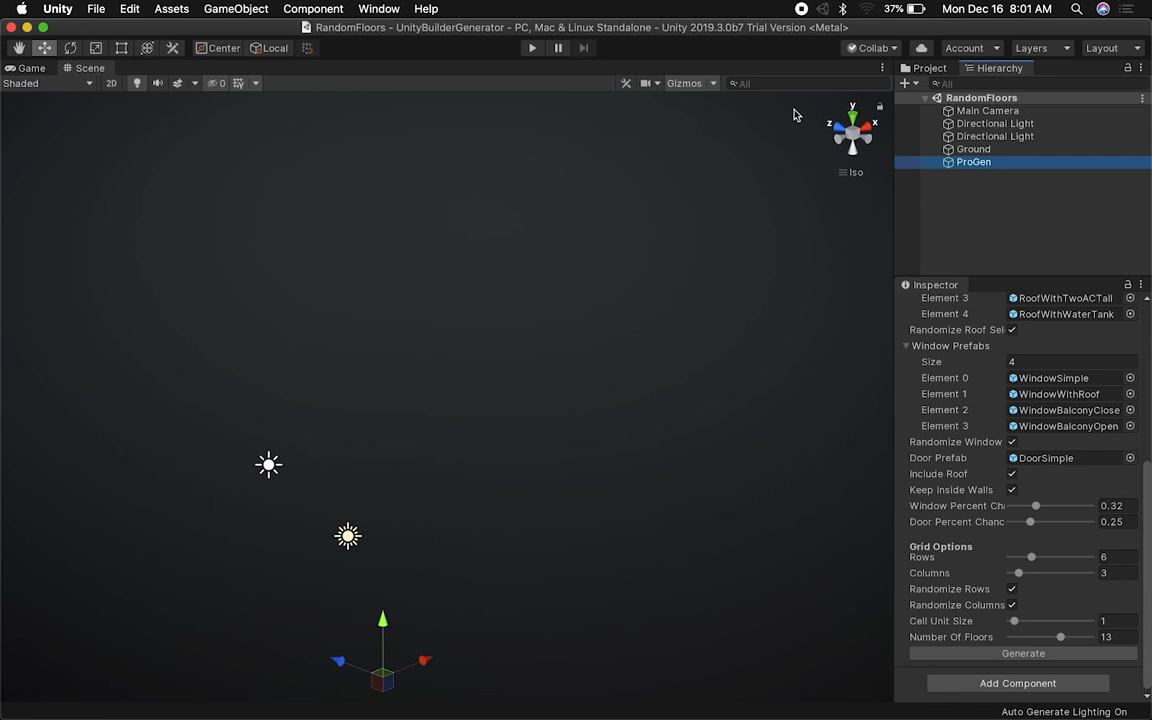 Unity File Edit Assets GameObject Component Window Help 37% Mon Dec 16 8:01 AM
RandomFloors - UnityBuilderGenerator - PC, Mac & Linux Standalone - Unity 2019.3.0b7 Trial Version <Metal>
Center Local Collab Account Layers Layout
Game Scene Project Hierarchy
Shaded 2D 0 Gizmos All All
RandomFloors
Main Camera
Directional Light
Directional Light
Ground
ProGen
y
z x
Iso
Inspector
Element 3 RoofWithTwoACTall
Element 4 RoofWithWaterTank
Randomize Roof Sel
Window Prefabs
Size 4
Element 0 WindowSimple
Element 1 WindowWithRoof
Element 2 WindowBalconyClose
Element 3 WindowBalconyOpen
Randomize Window
Door Prefab DoorSimple
Include Roof
Keep Inside Walls
Window Percent Cha 0.32
Door Percent Chanc 0.25
Grid Options
Rows 6
Columns 3
Randomize Rows
Randomize Columns
Cell Unit Size 1
Number Of Floors 13
Generate
Add Component
Auto Generate Lighting On